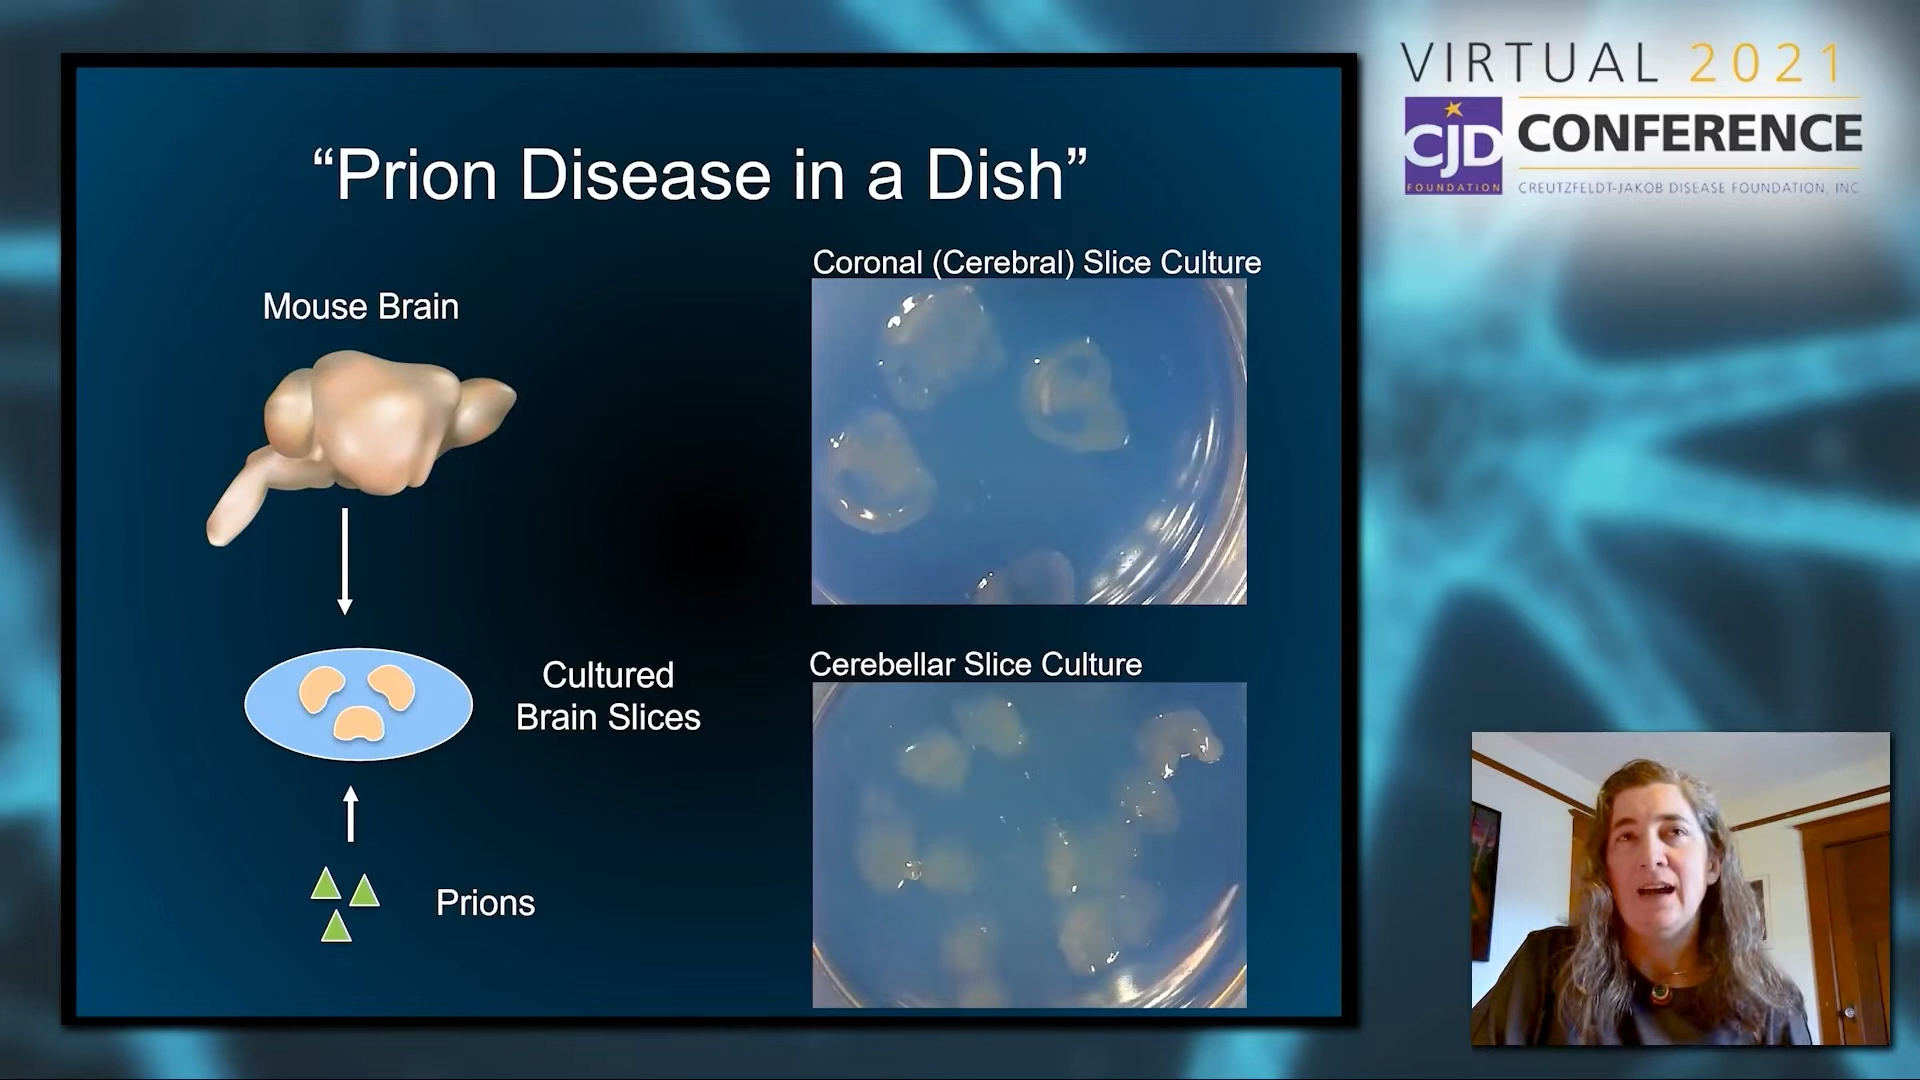 “Prion Disease in a Dish”
Mouse Brain
Cultured
Brain Slices
Prions
Coronal (Cerebral) Slice Culture
Cerebellar Slice Culture
VIRTUAL 2021
CJD
FOUNDATION
CONFERENCE
CREUTZFELDT-JAKOB DISEASE FOUNDATION, INC